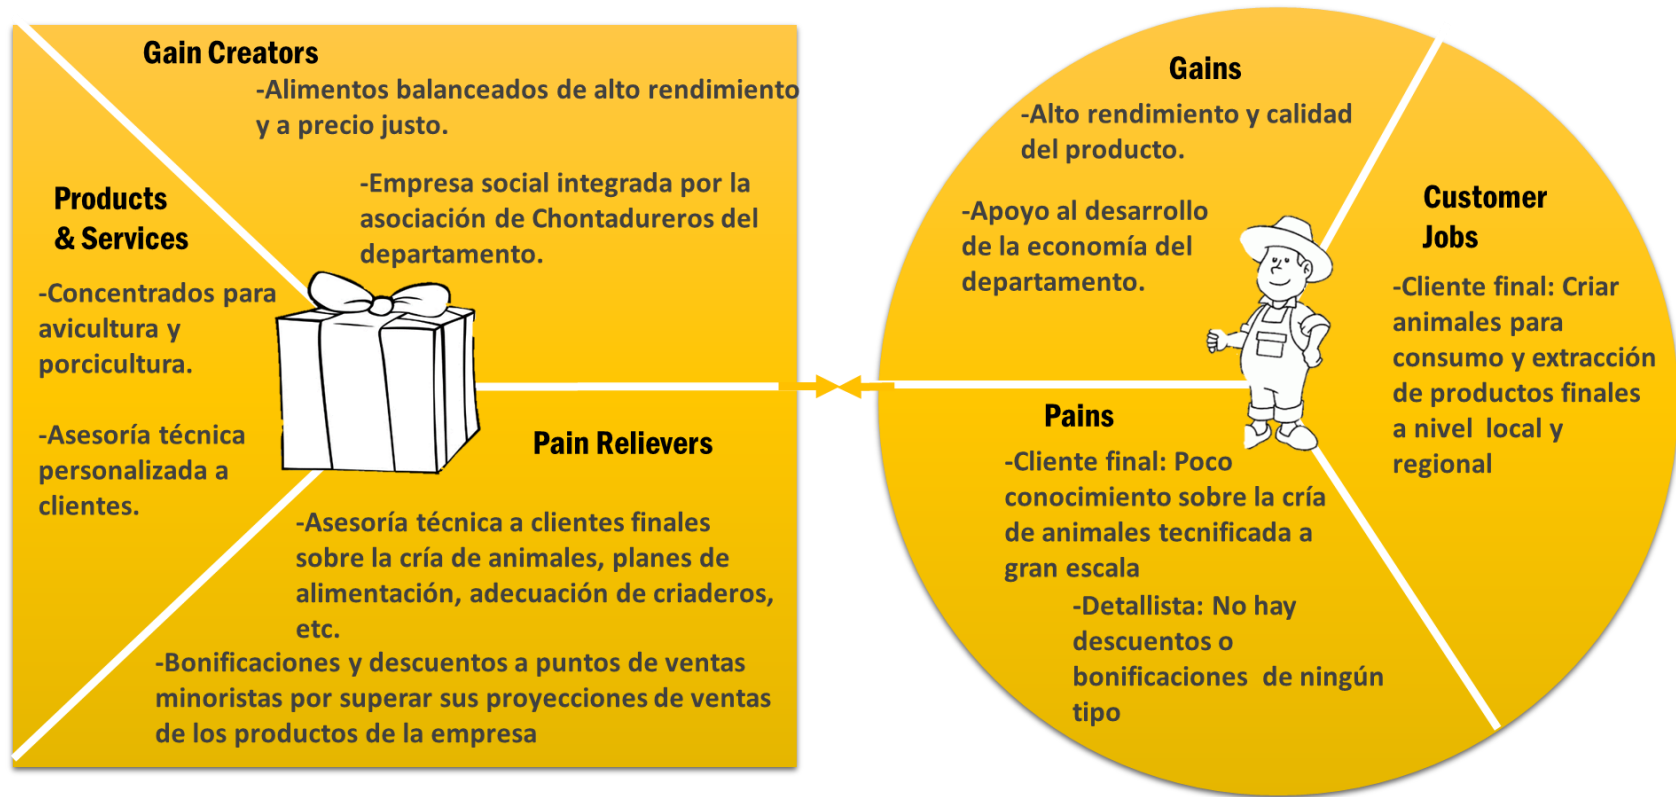 Gain Creators
-Alimentos balanceados de alto rendimiento
y a precio justo.
-Empresa social integrada por la
asociación de Chontadureros del
departamento.
Products
& Services
-Concentrados para
avicultura y
porcicultura.
-Asesoría técnica
personalizada a
clientes.
Pain Relievers
-Asesoría técnica a clientes finales
sobre la cría de animales, planes de
alimentación, adecuación de criaderos,
etc.
-Bonificaciones y descuentos a puntos de ventas
minoristas por superar sus proyecciones de ventas
de los productos de la empresa
Gains
-Alto rendimiento y calidad
del producto.
-Apoyo al desarrollo
de la economía del
departamento.
Customer
Jobs
-Cliente final: Criar
animales para
consumo y extracción
de productos finales
a nivel local y
regional
Pains
-Cliente final: Poco
conocimiento sobre la cría
de animales tecnificada a
gran escala
-Detallista: No hay
descuentos o
bonificaciones de ningún
tipo